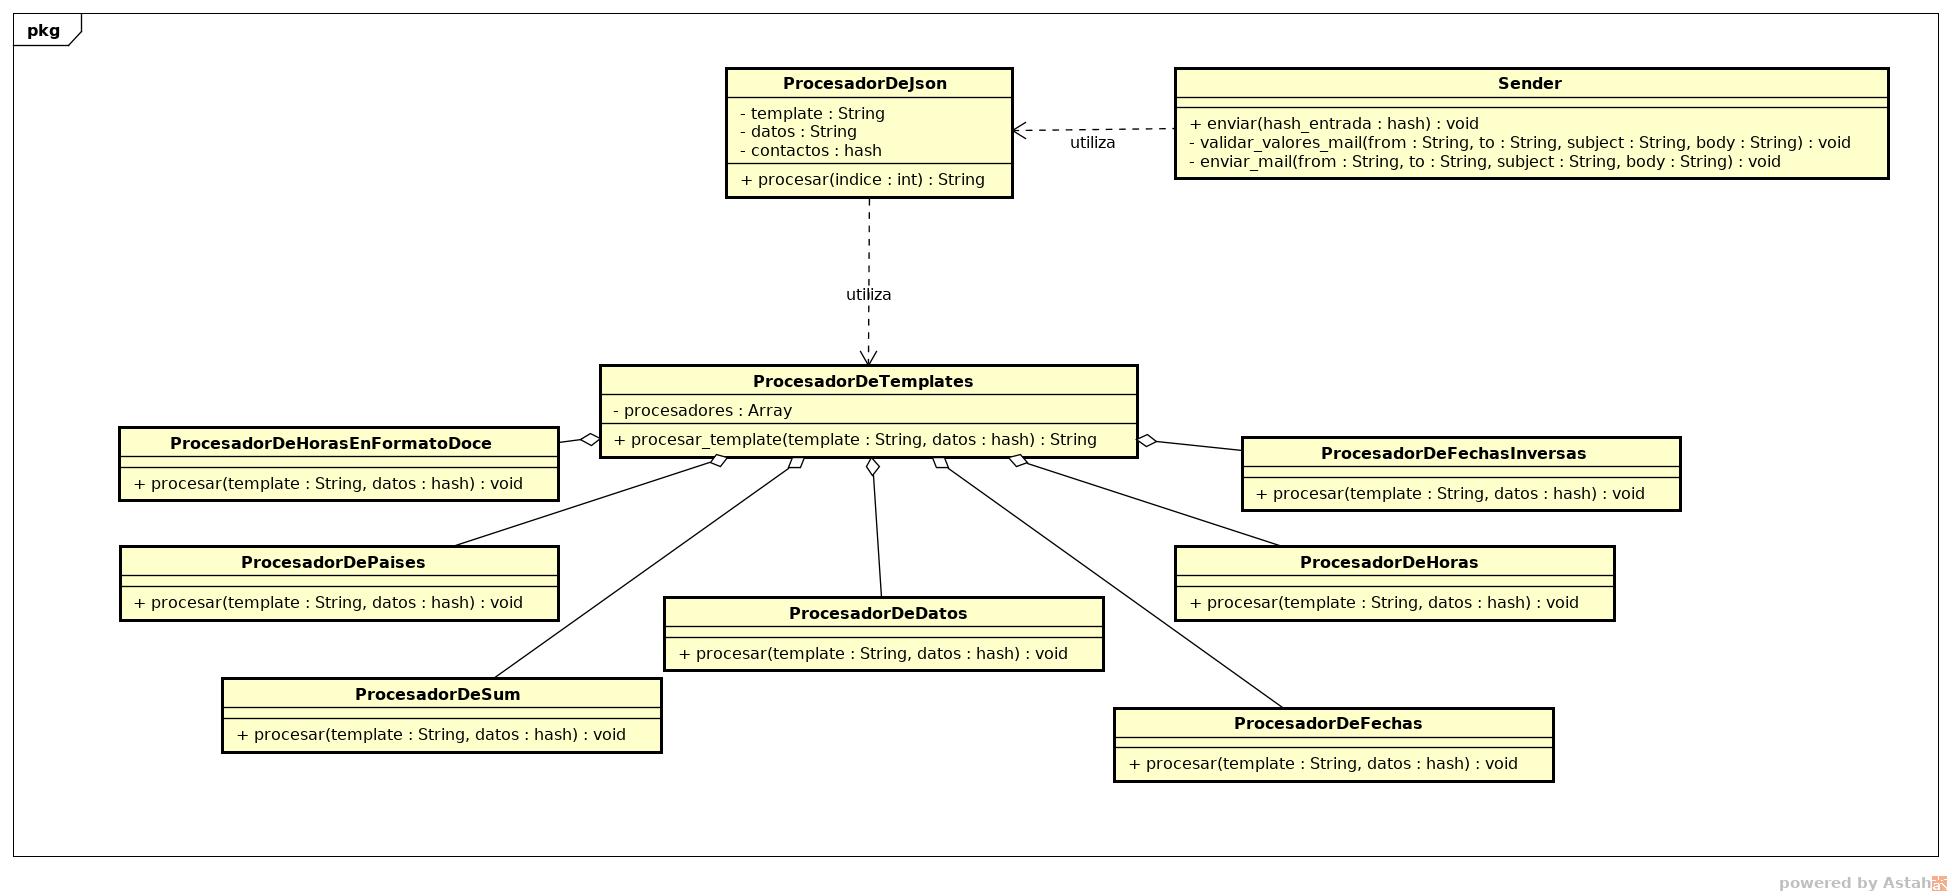 pkg
ProcesadorDeJson
- template : String
- datos : String
- contactos : hash
+ procesar(indice : int) : String
Sender
+ enviar(hash_entrada : hash) : void
- validar_valores_mail(from : String, to : String, subject : String, body : String) : void
- enviar_mail(from : String, to : String, subject : String, body : String) : void
utiliza
utiliza
ProcesadorDeTemplates
- procesadores : Array
+ procesar_template(template : String, datos : hash) : String
ProcesadorDeHorasEnFormatoDoce
+ procesar(template : String, datos : hash) : void
ProcesadorDeFechasInversas
+ procesar(template : String, datos : hash) : void
ProcesadorDePaises
+ procesar(template : String, datos : hash) : void
ProcesadorDeHoras
+ procesar(template : String, datos : hash) : void
ProcesadorDeDatos
+ procesar(template : String, datos : hash) : void
ProcesadorDeSum
+ procesar(template : String, datos : hash) : void
ProcesadorDeFechas
+ procesar(template : String, datos : hash) : void
powered by Astah